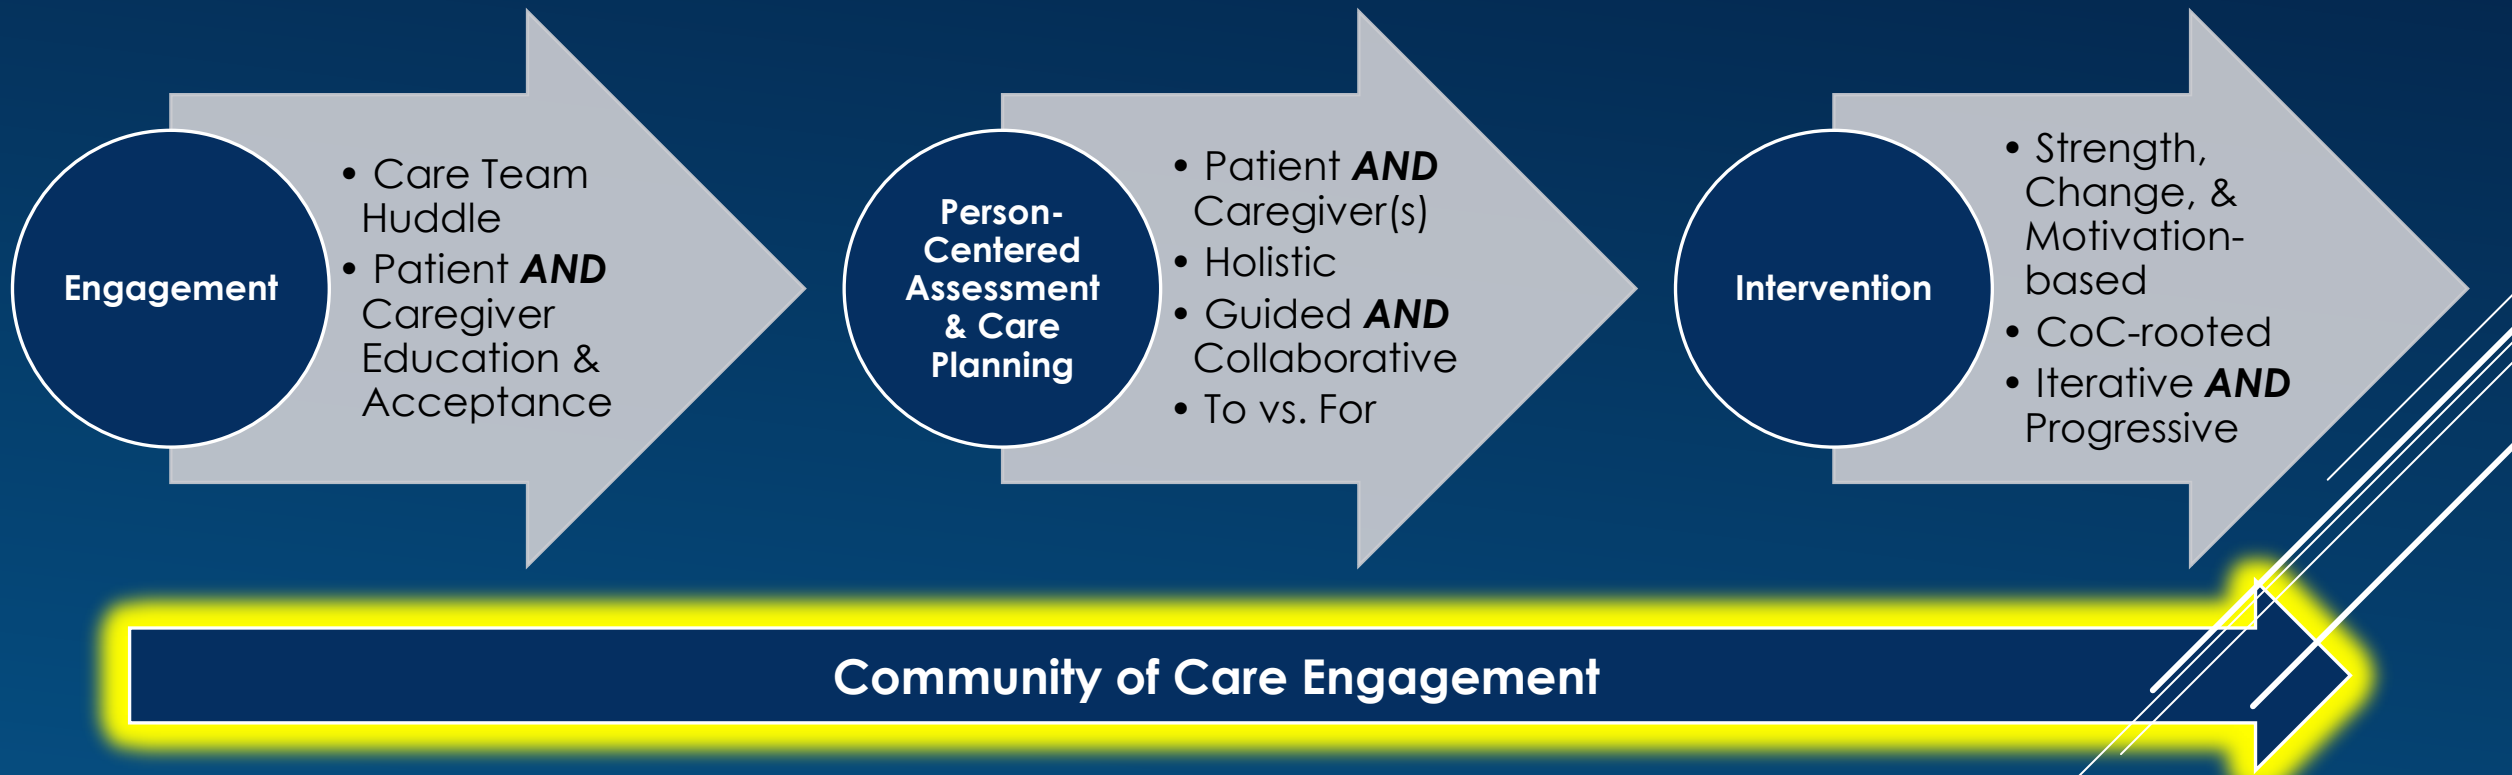 Engagement
• Care Team
Huddle
• Patient AND
Caregiver
Education &
Acceptance
Person-
Centered
Assessment
& Care
Planning
• Patient AND
Caregiver(s)
• Holistic
• Guided AND
Collaborative
• To vs. For
Intervention
• Strength,
Change, &
Motivation-
based
• CoC-rooted
• Iterative AND
Progressive
Community of Care Engagement